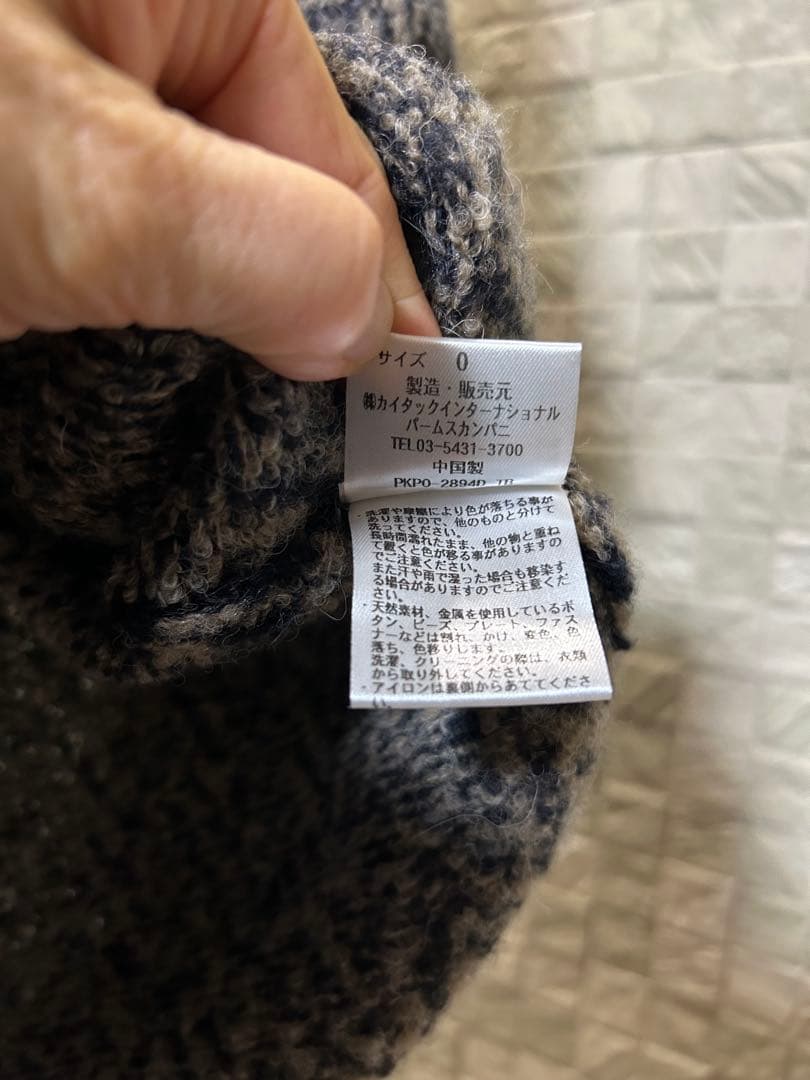 サイズ 0
製造・販売元
㈱カイタックインターナショナル
パームスカンパニ
TEL03-5431-3700
中国製
PKPO-2894D
・洗濯や摩擦により色が落ちる事が
ありますので、他のものと分けて
洗ってください。
長時間濡れたまま、他の物と重ね
て置くと色が移る事がありますの
でご注意ください。
また汗や雨で湿った場合も移染す
る場合がありますのでご注意くだ
さい。
・天然素材、金属を使用しているボ
タン、ビーズ、プレート、ファス
ナーなどは割れ、かけ、変色、色
落ち、色移りします。
洗濯、クリーニングの際は、衣類
から取り外してください。
・アイロンは裏側からあててくださ